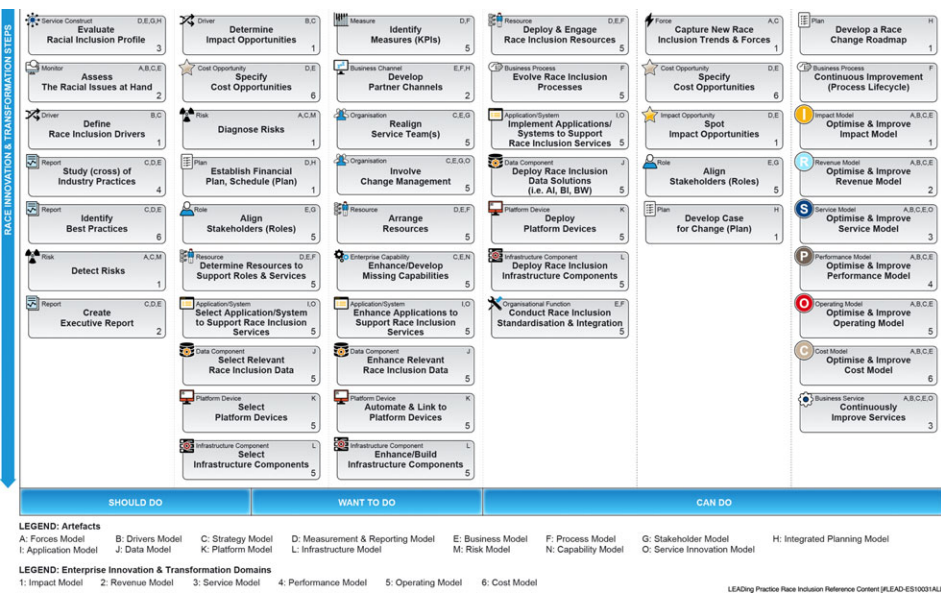 RACE INNOVATION & TRANSFORMATION STEPS
Service Construct D,E,G,H
Evaluate
Racial Inclusion Profile
3
Monitor A,B,C,E
Assess
The Racial Issues at Hand
2
Driver B,C
Define
Race Inclusion Drivers
1
Report C,D,E
Study (cross) of
Industry Practices
4
Report C,D,E
Identify
Best Practices
6
Risk A,C,M
Detect Risks
1
Report C,D,E
Create
Executive Report
2
Driver B,C
Determine
Impact Opportunities
1
Cost Opportunity D,E
Specify
Cost Opportunities
6
Risk A,C,M
Diagnose Risks
1
Plan D,H
Establish Financial
Plan, Schedule (Plan)
1
Role E,G
Align
Stakeholders (Roles)
5
Resource D,E,F
Determine Resources to
Support Roles & Services
5
Application/System I,O
Select Application/System
to Support Race Inclusion
Services
5
Data Component J
Select Relevant
Race Inclusion Data
5
Platform Device K
Select
Platform Devices
5
Infrastructure Component L
Select
Infrastructure Components
5
Measure D,F
Identify
Measures (KPIs)
5
Business Channel E,F,H
Develop
Partner Channels
2
Organisation C,E,G
Realign
Service Team(s)
5
Organisation C,E,G,O
Involve
Change Management
5
Resource D,E,F
Arrange
Resources
5
Enterprise Capability C,E,N
Enhance/Develop
Missing Capabilities
5
Application/System I,O
Enhance Applications to
Support Race Inclusion
Services
5
Data Component J
Enhance Relevant
Race Inclusion Data
5
Platform Device K
Automate & Link to
Platform Devices
5
Infrastructure Component L
Enhance/Build
Infrastructure Components
5
Resource D,E,F
Deploy & Engage
Race Inclusion Resources
5
Business Process F
Evolve Race Inclusion
Processes
5
Application/System I,O
Implement Applications/
Systems to Support
Race Inclusion Services
5
Data Component J
Deploy Race Inclusion
Data Solutions
(i.e. AI, BI, BW)
5
Platform Device K
Deploy
Platform Devices
5
Infrastructure Component L
Deploy Race Inclusion
Infrastructure Components
5
Organisational Function E,F
Conduct Race Inclusion
Standardisation & Integration
5
Force A,C
Capture New Race
Inclusion Trends & Forces
1
Cost Opportunity D,E
Specify
Cost Opportunities
6
Impact Opportunity D,E
Spot
Impact Opportunities
1
Role E,G
Align
Stakeholders (Roles)
5
Plan H
Develop Case
for Change (Plan)
1
Plan H
Develop a Race
Change Roadmap
1
Business Process F
Continuous Improvement
(Process Lifecycle)
5
I
Impact Model A,B,C,E
Optimise & Improve
Impact Model
1
R
Revenue Model A,B,C,E
Optimise & Improve
Revenue Model
2
S
Service Model A,B,C,E,O
Optimise & Improve
Service Model
3
P
Performance Model A,B,C,E
Optimise & Improve
Performance Model
4
O
Operating Model A,B,C,E
Optimise & Improve
Operating Model
5
C
Cost Model A,B,C,E
Optimise & Improve
Cost Model
6
Business Service A,B,C,E,O
Continuously
Improve Services
3
SHOULD DO WANT TO DO CAN DO
LEGEND: Artefacts
A: Forces Model B: Drivers Model C: Strategy Model D: Measurement & Reporting Model E: Business Model F: Process Model G: Stakeholder Model H: Integrated Planning Model
I: Application Model J: Data Model K: Platform Model L: Infrastructure Model M: Risk Model N: Capability Model O: Service Innovation Model
LEGEND: Enterprise Innovation & Transformation Domains
1: Impact Model 2: Revenue Model 3: Service Model 4: Performance Model 5: Operating Model 6: Cost Model
LEADing Practice Race Inclusion Reference Content [#LEAD-ES10031AL